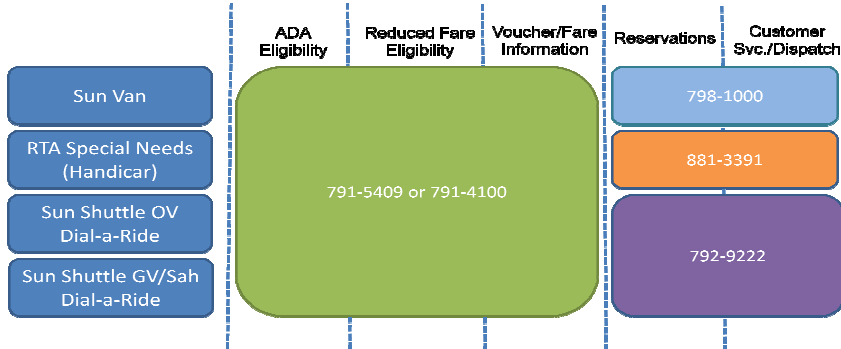 ADA
Eligibility
Reduced Fare
Eligibility
Voucher/Fare
Information
Reservations
Customer
Svc./Dispatch
Sun Van
798-1000
RTA Special Needs
(Handicar)
881-3391
791-5409 or 791-4100
Sun Shuttle OV
Dial-a-Ride
792-9222
Sun Shuttle GV/Sah
Dial-a-Ride